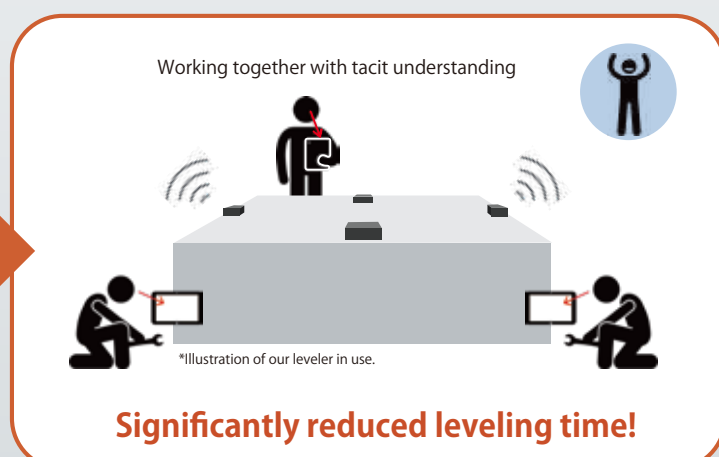 Working together with tacit understanding
*Illustration of our leveler in use.
Significantly reduced leveling time!